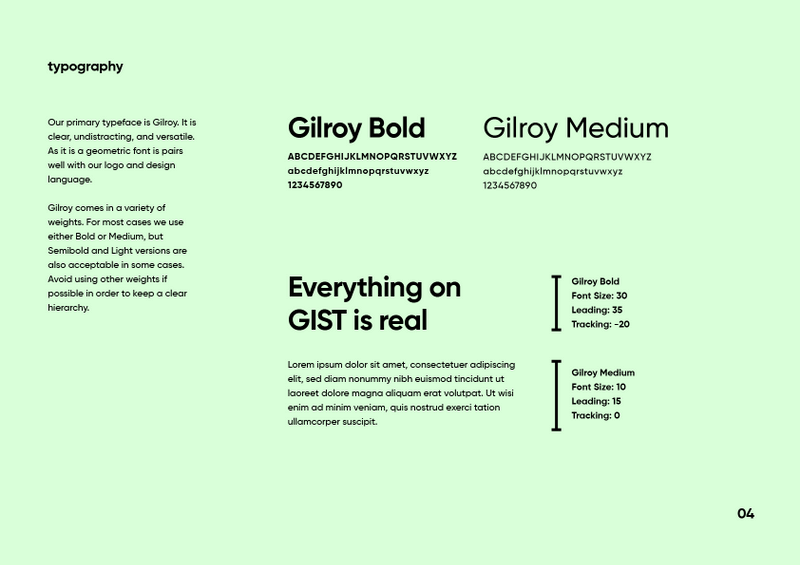 typography
Our primary typeface is Gilroy. It is
clear, undistracting, and versatile.
As it is a geometric font is pairs
well with our logo and design
language.
Gilroy comes in a variety of
weights. For most cases we use
either Bold or Medium, but
Semibold and Light versions are
also acceptable in some cases.
Avoid using other weights if
possible in order to keep a clear
hierarchy.
Gilroy Bold
ABCDEFGHIJKLMNOPQRSTUVWXYZ
abcdefghijklmnopqrstuvwxyz
1234567890
Gilroy Medium
ABCDEFGHIJKLMNOPQRSTUVWXYZ
abcdefghijklmnopqrstuvwxyz
1234567890
Everything on
GIST is real
Gilroy Bold
Font Size: 30
Leading: 35
Tracking: -20
Lorem ipsum dolor sit amet, consectetuer adipiscing
elit, sed diam nonummy nibh euismod tincidunt ut
laoreet dolore magna aliquam erat volutpat. Ut wisi
enim ad minim veniam, quis nostrud exerci tation
ullamcorper suscipit.
Gilroy Medium
Font Size: 10
Leading: 15
Tracking: 0
04